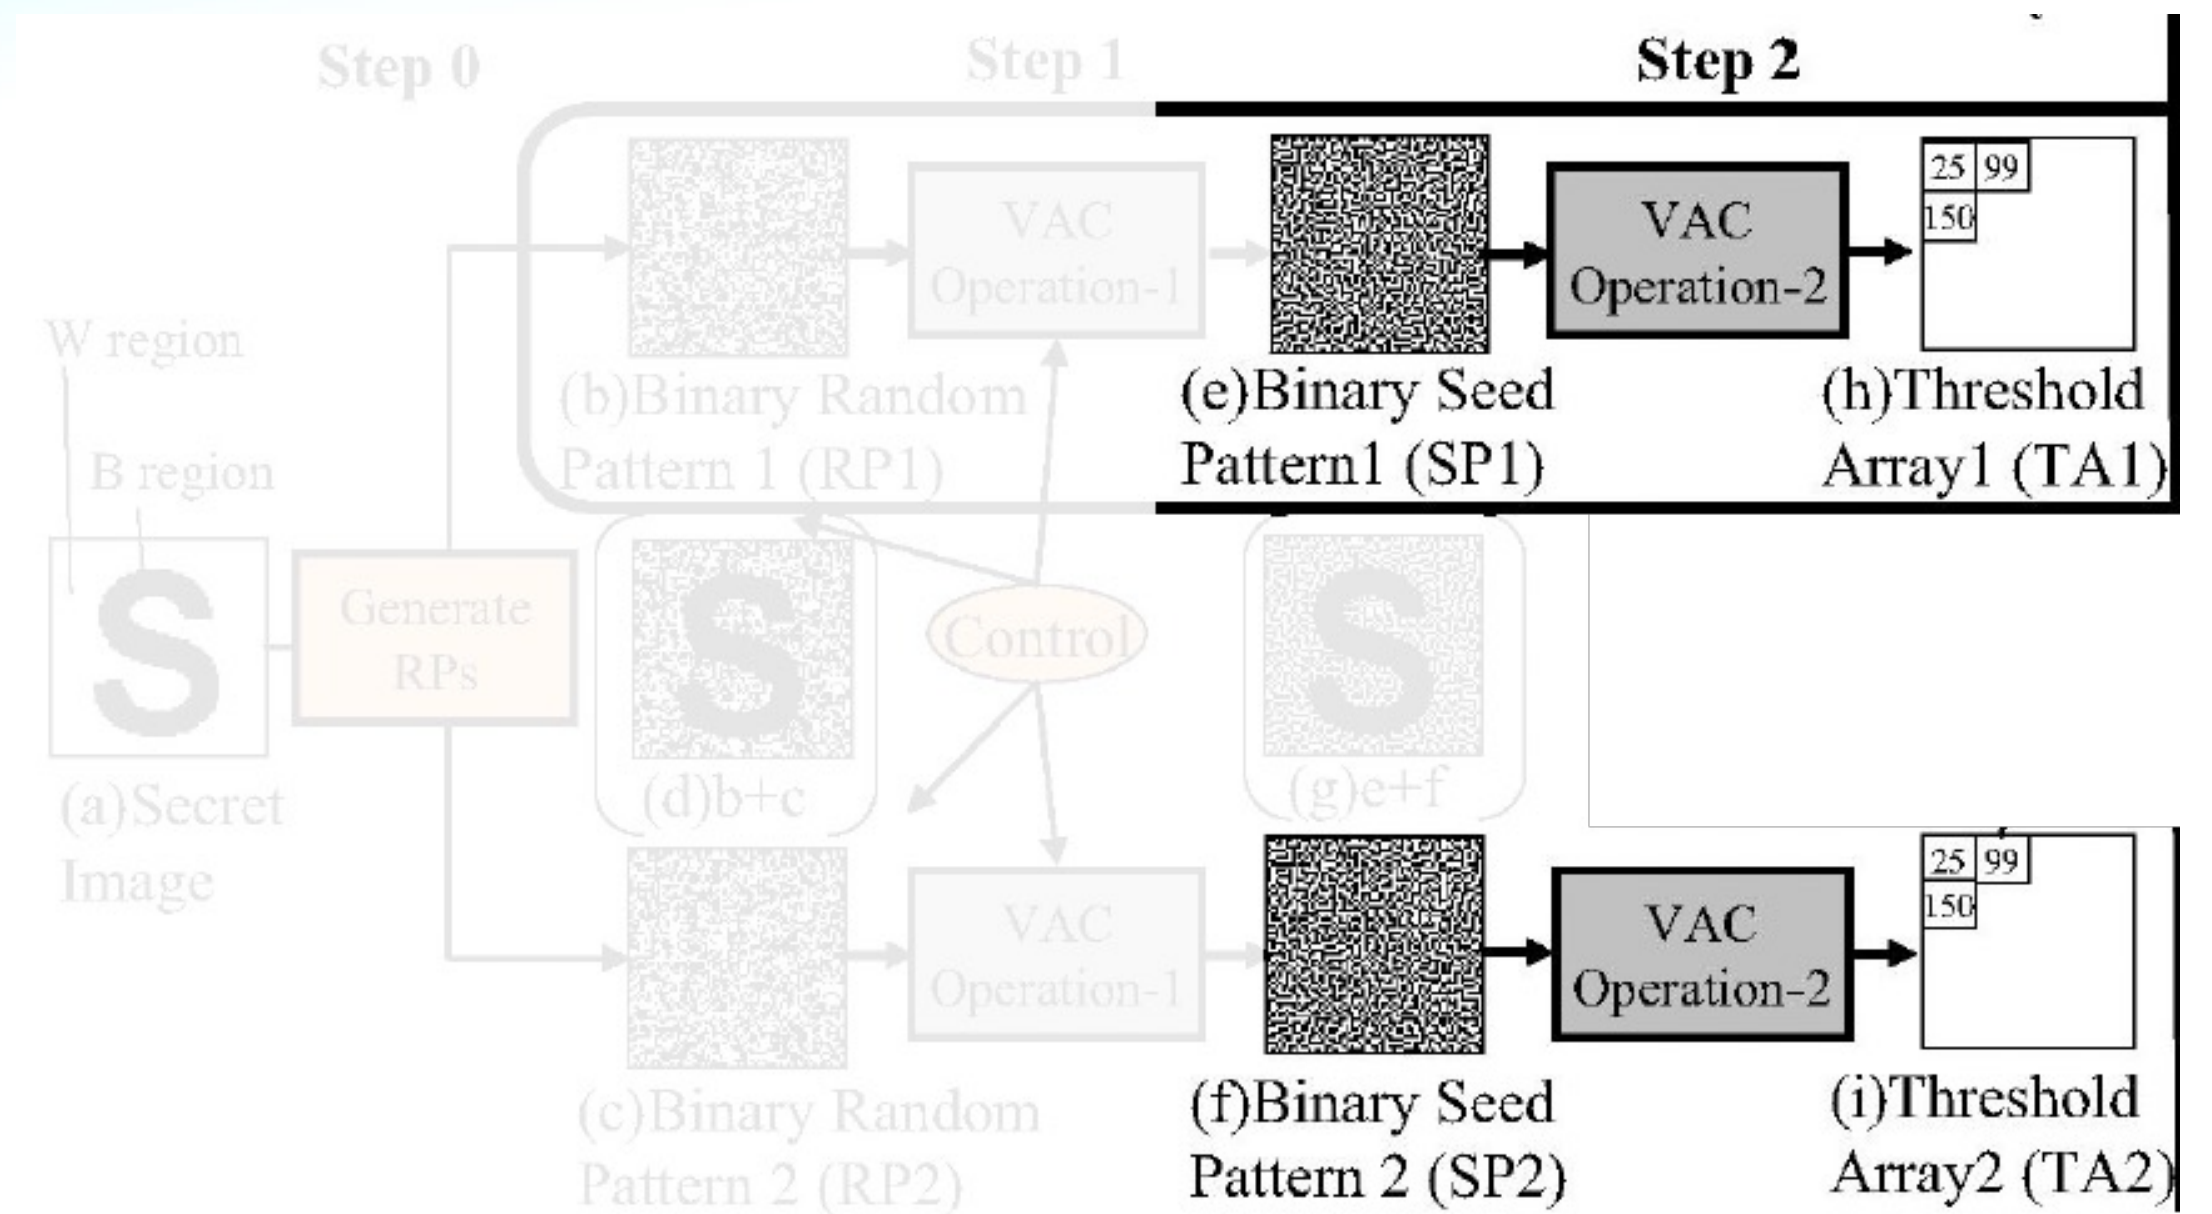 Step 0
Step 1
Step 2
25 99
150
VAC
Operation-1
VAC
Operation-2
W region
B region
(b)Binary Random
Pattern 1 (RP1)
(e)Binary Seed
Pattern1 (SP1)
(h)Threshold
Array1 (TA1)
S
Generate
RPs
S
Control
S
(a)Secret
Image
(d)b+c
(g)e+f
25 99
150
VAC
Operation-1
VAC
Operation-2
(c)Binary Random
Pattern 2 (RP2)
(f)Binary Seed
Pattern 2 (SP2)
(i)Threshold
Array2 (TA2)